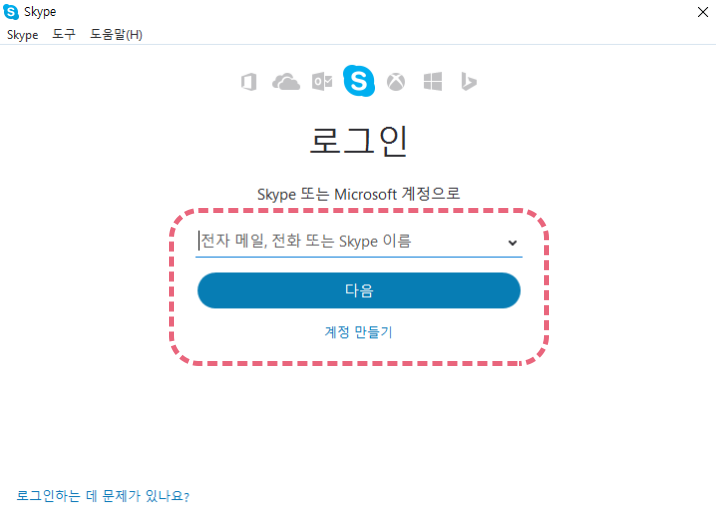 Skype
Skype 도구 도움말(H)
로그인
Skype 또는 Microsoft 계정으로
전자 메일, 전화 또는 Skype 이름
다음
계정 만들기
로그인하는 데 문제가 있나요?